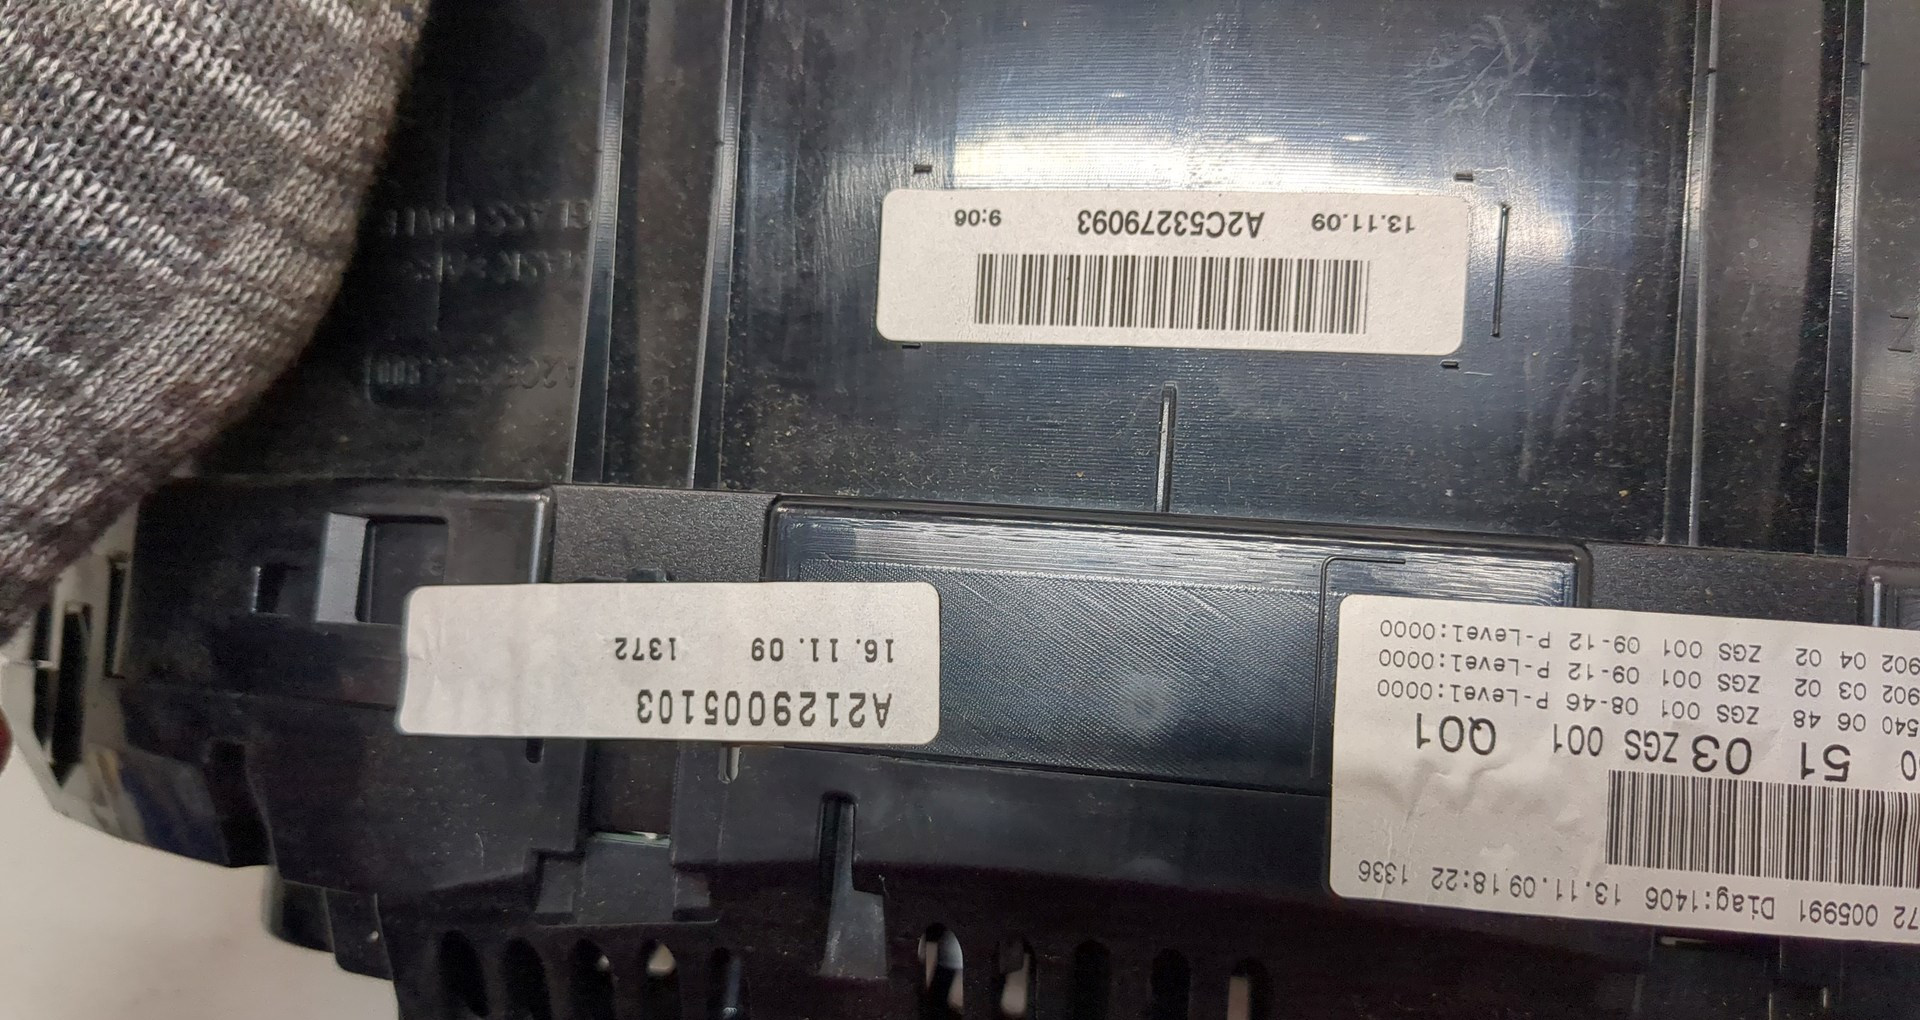 72 005991 Diag:1406 13.11.09 18:22 1336
51 03 ZGS 001 Q01
540 06 48 ZGS 001 08-46 P-Level:0000
902 03 02 ZGS 001 09-12 P-Level:0000
902 04 02 ZGS 001 09-12 P-Level:0000
A2129005103
16.11.09 1372
13.11.09 A2C53279093 9:06